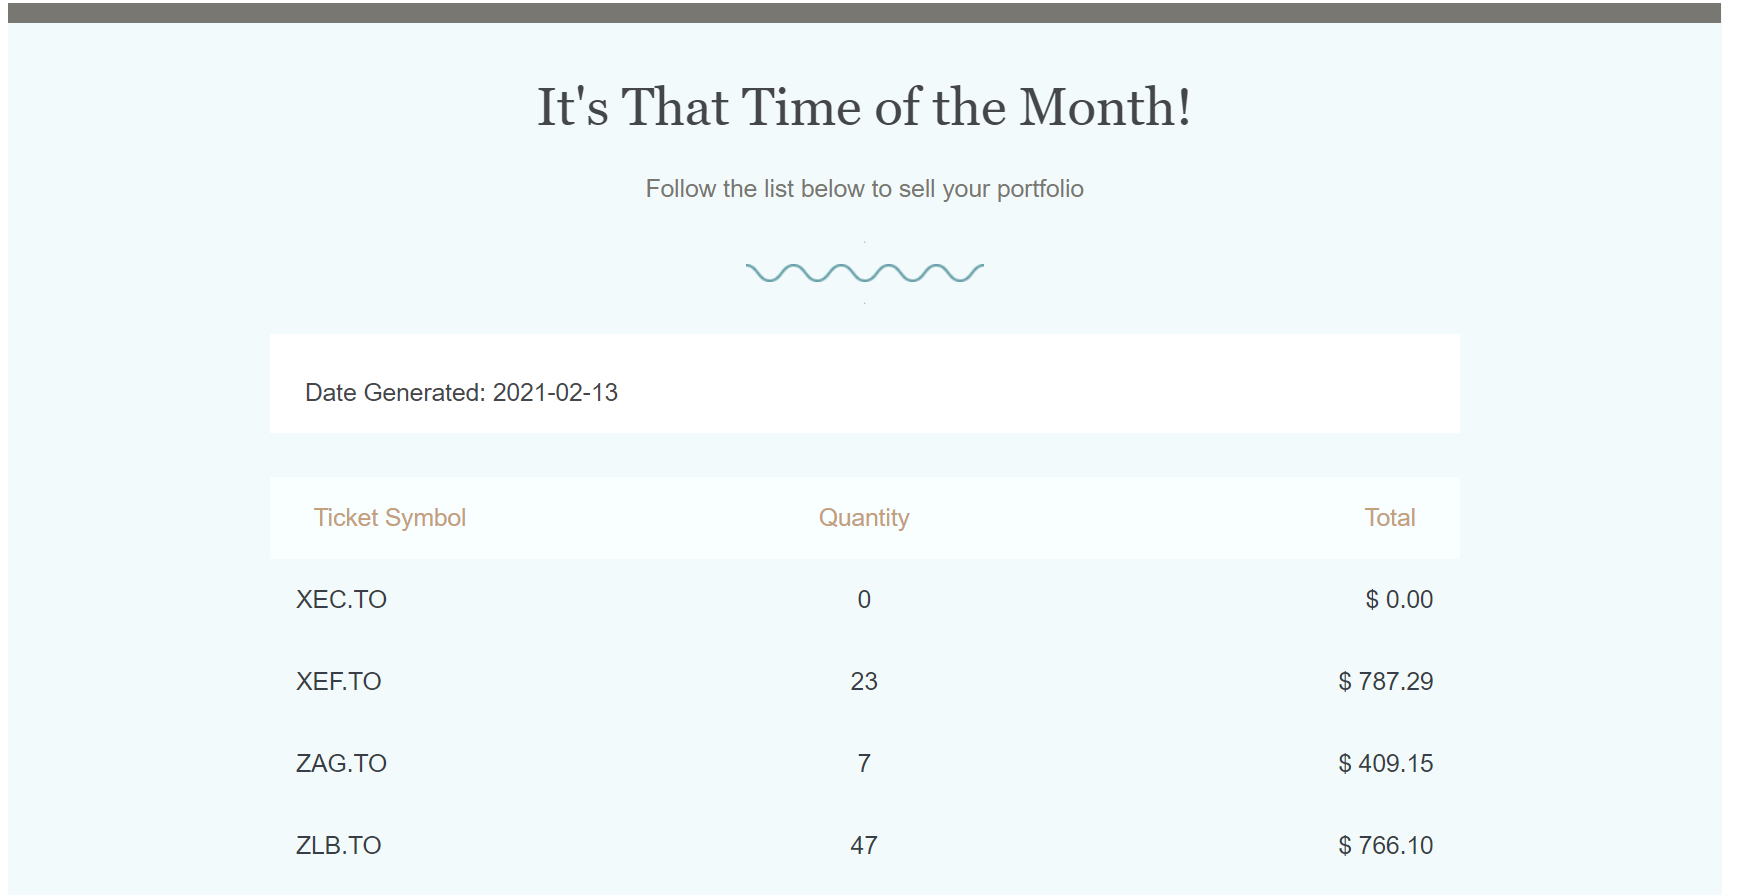 It's That Time of the Month!
Follow the list below to sell your portfolio
Date Generated: 2021-02-13
Ticket Symbol Quantity Total
XEC.TO 0 $ 0.00
XEF.TO 23 $ 787.29
ZAG.TO 7 $ 409.15
ZLB.TO 47 $ 766.10